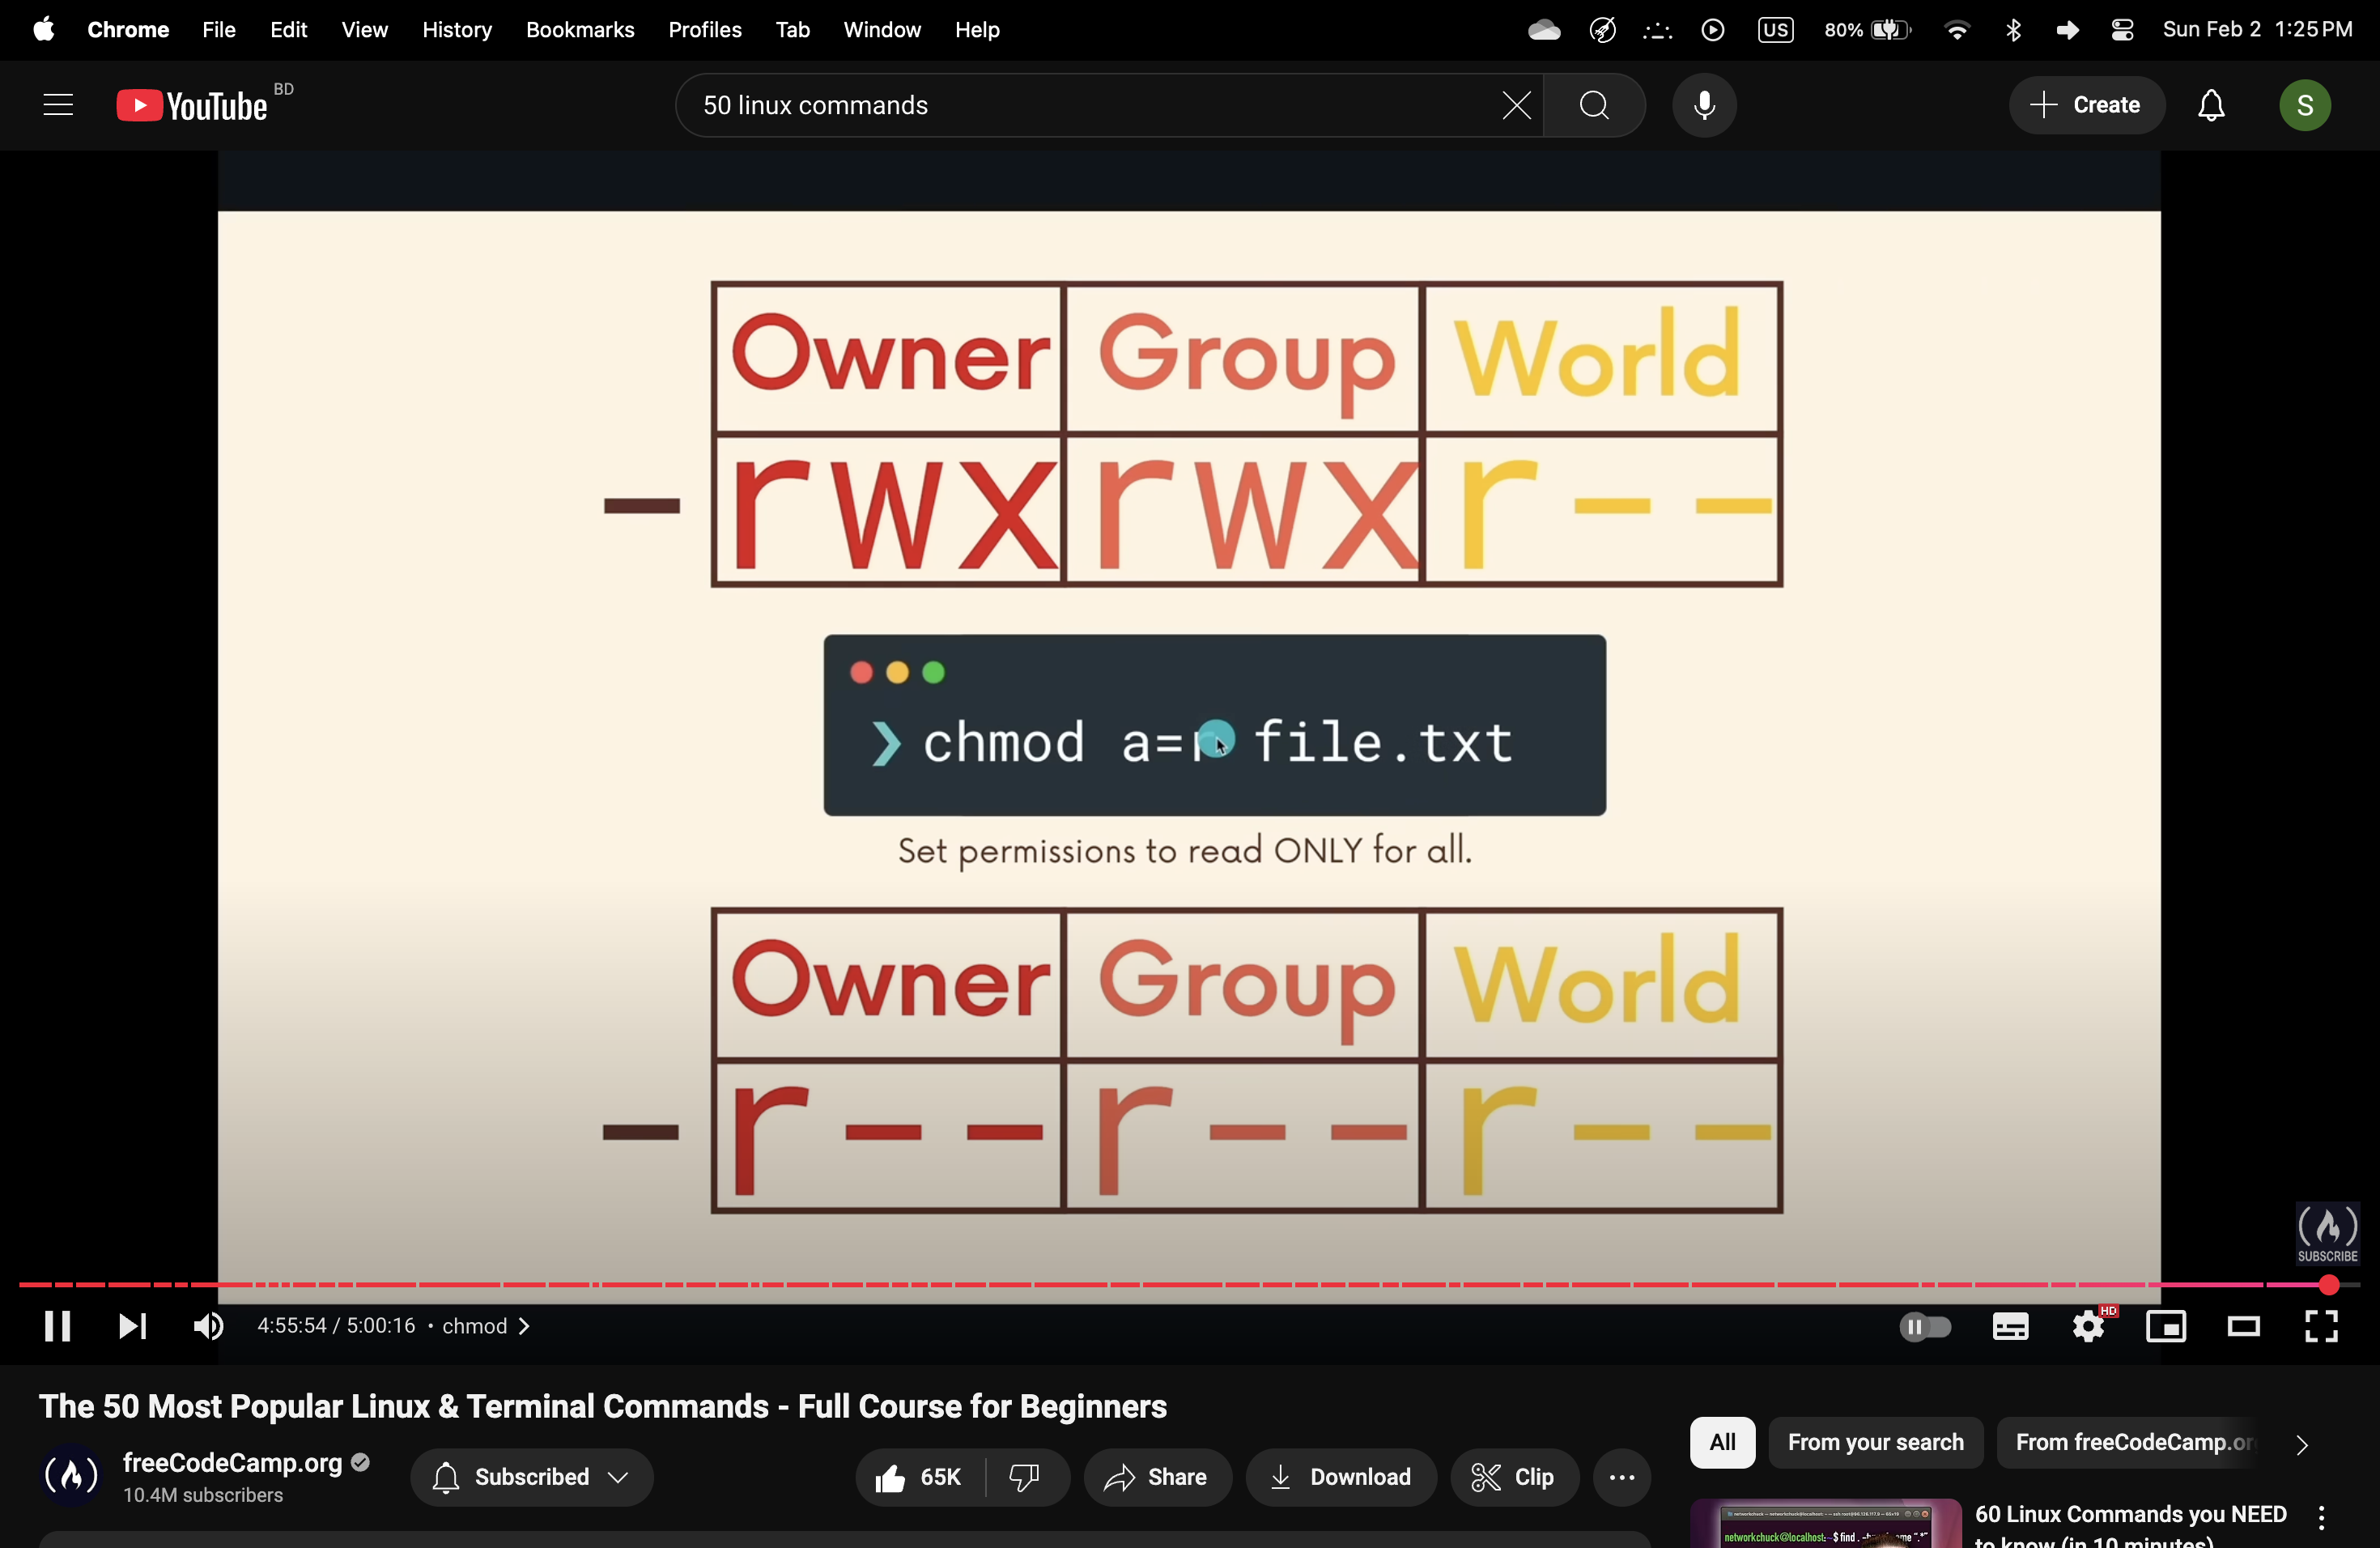 Chrome File Edit View History Bookmarks Profiles Tab Window Help US 80% Sun Feb 2 1:25 PM
YouTube BD 50 linux commands Create S
Owner Group World
- rwx rwx r--
chmod a=r file.txt
Set permissions to read ONLY for all.
Owner Group World
- r-- r-- r--
SUBSCRIBE
4:55:54 / 5:00:16 • chmod HD
The 50 Most Popular Linux & Terminal Commands - Full Course for Beginners
All From your search From freeCodeCamp.or
freeCodeCamp.org
10.4M subscribers
Subscribed 65K Share Download Clip
60 Linux Commands you NEED
to know (in 10 minutes)
networkchuck@localhost:~$ find . -